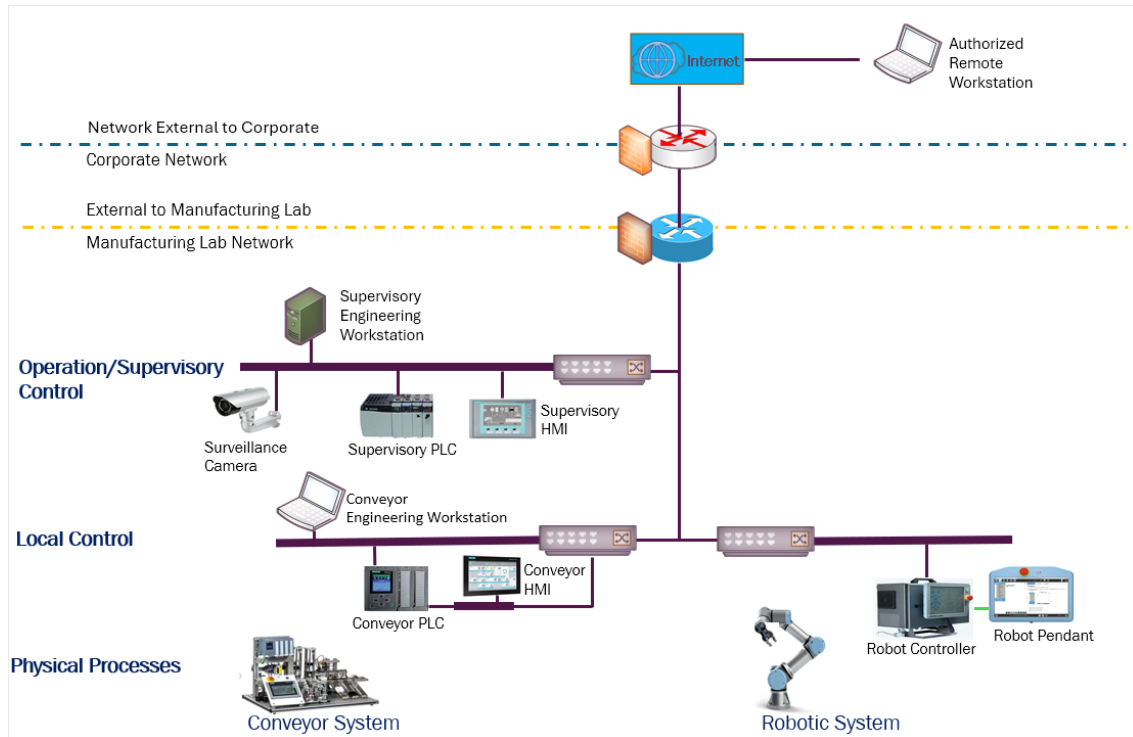 Internet
Authorized
Remote
Workstation
Network External to Corporate
Corporate Network
External to Manufacturing Lab
Manufacturing Lab Network
Supervisory
Engineering
Workstation
Operation/Supervisory
Control
Surveillance
Camera
Supervisory PLC
Supervisory
HMI
Conveyor
Engineering Workstation
Local Control
Conveyor PLC
Conveyor
HMI
Robot Controller
Robot Pendant
Physical Processes
Conveyor System
Robotic System